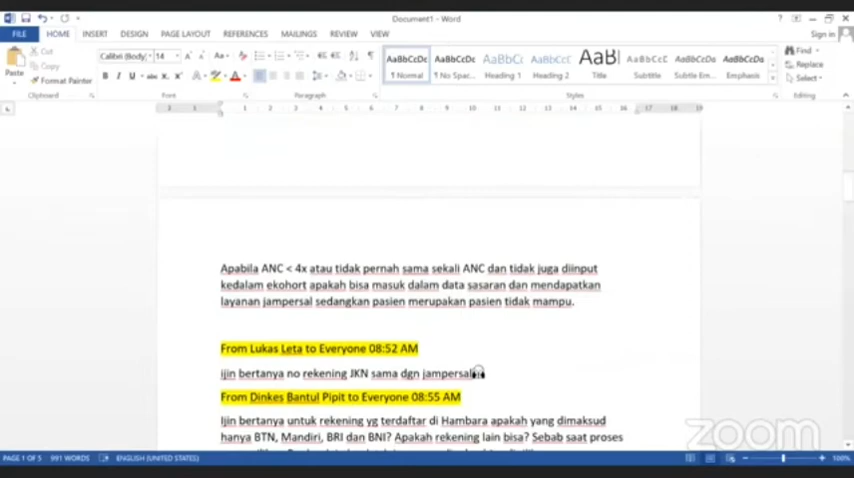 Document1 - Word
Sign in
FILE HOME INSERT DESIGN PAGE LAYOUT REFERENCES MAILINGS REVIEW VIEW
Cut
Copy
Format Painter
Paste
Calibri (Body) 14
AaBbCcDc AaBbCcDc AaBbCc AaBbCc AaBb AaBbCcD AaBbCcDa AaBbCcDa
¶ Normal ¶ No Spac... Heading 1 Heading 2 Title Subtitle Subtle Em... Emphasis
Find
Replace
Select
Clipboard Font Paragraph Styles Editing
Apabila ANC < 4x atau tidak pernah sama sekali ANC dan tidak juga diinput
kedalam ekohort apakah bisa masuk dalam data sasaran dan mendapatkan
layanan jampersal sedangkan pasien merupakan pasien tidak mampu.
From Lukas Leta to Everyone 08:52 AM
ijin bertanya no rekening JKN sama dgn jampersal
From Dinkes Bantul Pipit to Everyone 08:55 AM
Ijin bertanya untuk rekening yg terdaftar di Hambara apakah yang dimaksud
hanya BTN, Mandiri, BRI dan BNI? Apakah rekening lain bisa? Sebab saat proses
zoom
PAGE 1 OF 5 991 WORDS ENGLISH (UNITED STATES) 100%